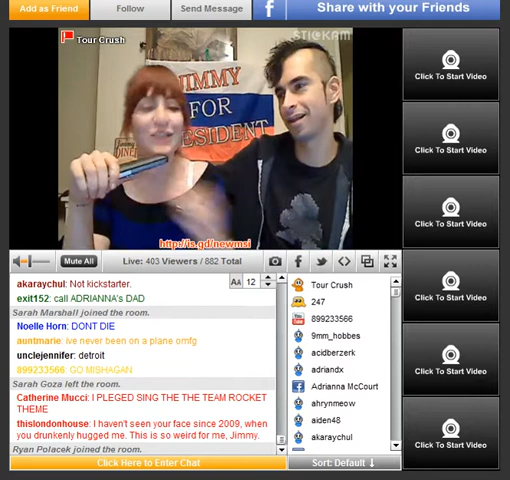 Add as Friend
Follow
Send Message
f
Share with your Friends
Tour Crush
STICKAM
JIMMY
FOR
ESIDENT
DINER
http://is.gd/newmsi
Click To Start Video
Click To Start Video
Click To Start Video
Click To Start Video
Click To Start Video
Click To Start Video
Mute All
Live: 403 Viewers / 882 Total
AA 12
akaraychul: Not kickstarter.
exit152: call ADRIANNA's DAD
Sarah Marshall joined the room.
Noelle Horn: DONT DIE
auntmarie: ive never been on a plane omfg
unclejennifer: detroit
899233566: GO MISHAGAN!
Sarah Goza left the room.
Catherine Mucci: I PLEGED SING THE THE TEAM ROCKET
THEME
thislondonhouse: I haven't seen your face since 2009, when
you drunkenly hugged me. This is so weird for me, Jimmy.
Ryan Polacek joined the room.
Click Here to Enter Chat
Tour Crush
247
899233566
9mm_hobbes
acidberzerk
adriandx
Adrianna McCourt
ahrynmeow
aiden48
akaraychul
Sort: Default ↓